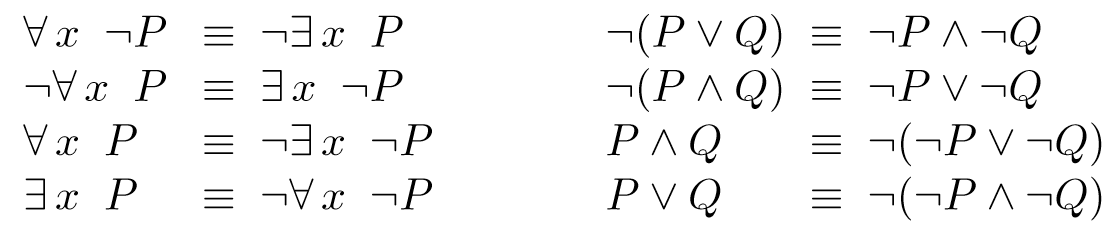 ∀ x ¬P ≡ ¬∃ x P ¬(P ∨ Q) ≡ ¬P ∧ ¬Q
¬∀ x P ≡ ∃ x ¬P ¬(P ∧ Q) ≡ ¬P ∨ ¬Q
∀ x P ≡ ¬∃ x ¬P P ∧ Q ≡ ¬(¬P ∨ ¬Q)
∃ x P ≡ ¬∀ x ¬P P ∨ Q ≡ ¬(¬P ∧ ¬Q)